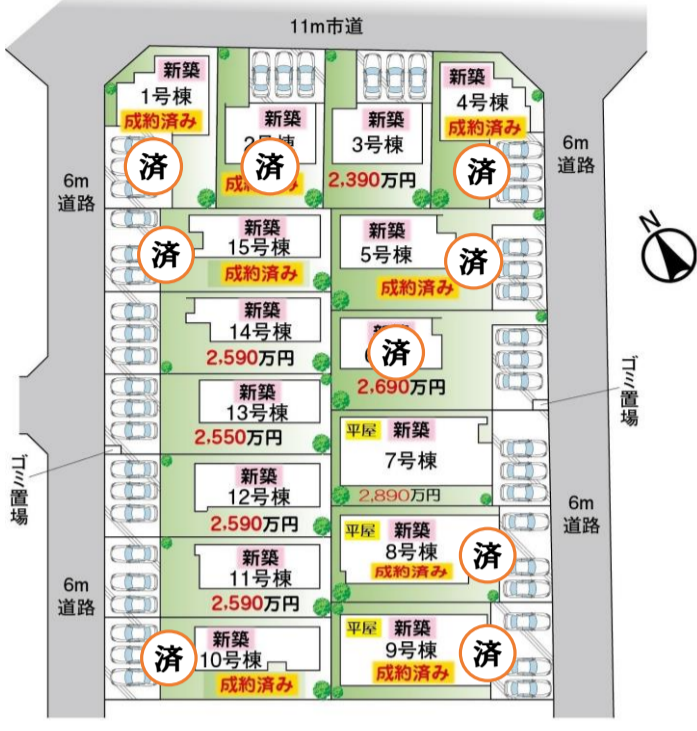 11m市道
新築
1号棟
成約済み
済
新築
2号棟
成
済
新築
3号棟
2,390万円
新築
4号棟
成約済み
済
6m
道路
6m
道路
N
新築
15号棟
成約済み
済
新築
5号棟
成約済み
済
新築
14号棟
2,590万円
済
2,690万円
新築
13号棟
2,550万円
平屋 新築
7号棟
2,890万円
ゴミ置場
ゴミ置場
新築
12号棟
2,590万円
平屋 新築
8号棟
成約済み
済
6m
道路
新築
11号棟
2,590万円
6m
道路
平屋 新築
9号棟
成約済み
済
新築
10号棟
成約済み
済